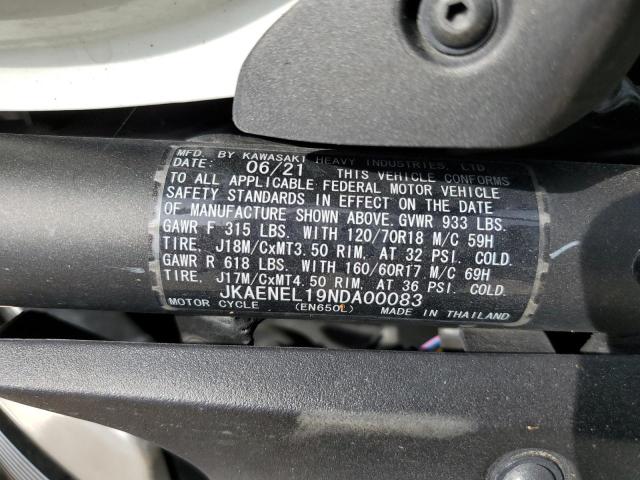 MFD. BY KAWASAKI HEAVY INDUSTRIES, LTD.
DATE: 06/21 THIS VEHICLE CONFORMS
TO ALL APPLICABLE FEDERAL MOTOR VEHICLE
SAFETY STANDARDS IN EFFECT ON THE DATE
OF MANUFACTURE SHOWN ABOVE. GVWR 933 LBS.
GAWR F 315 LBS. WITH 120/70R18 M/C 59H
TIRE. J18M/CxMT3.50 RIM. AT 32 PSI. COLD.
GAWR R 618 LBS. WITH 160/60R17 M/C 69H
TIRE. J17M/CxMT4.50 RIM. AT 36 PSI. COLD.
JKAENEL19NDA00083
MOTOR CYCLE (EN650L) MADE IN THAILAND